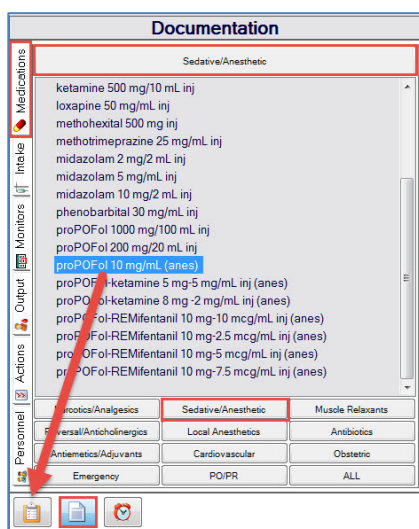 Documentation
Medications
Intake
Monitors
Output
Actions
Personnel
Sedative/Anesthetic
ketamine 500 mg/10 mL inj
loxapine 50 mg/mL inj
methohexital 500 mg inj
methotrimeprazine 25 mg/mL inj
midazolam 2 mg/2 mL inj
midazolam 5 mg/mL inj
midazolam 10 mg/2 mL inj
phenobarbital 30 mg/mL inj
proPOFol 1000 mg/100 mL inj
proPOFol 200 mg/20 mL inj
proPOFol 10 mg/mL (anes)
proPOFol-ketamine 5 mg-5 mg/mL inj (anes)
proPOFol-ketamine 8 mg -2 mg/mL inj (anes)
proPOFol-REMifentanil 10 mg-10 mcg/mL inj (anes)
proPOFol-REMifentanil 10 mg-2.5 mcg/mL inj (anes)
proPOFol-REMifentanil 10 mg-5 mcg/mL inj (anes)
proPOFol-REMifentanil 10 mg-7.5 mcg/mL inj (anes)
Narcotics/Analgesics Sedative/Anesthetic Muscle Relaxants
Reversal/Anticholinergics Local Anesthetics Antibiotics
Antiemetics/Adjuvants Cardiovascular Obstetric
Emergency PO/PR ALL